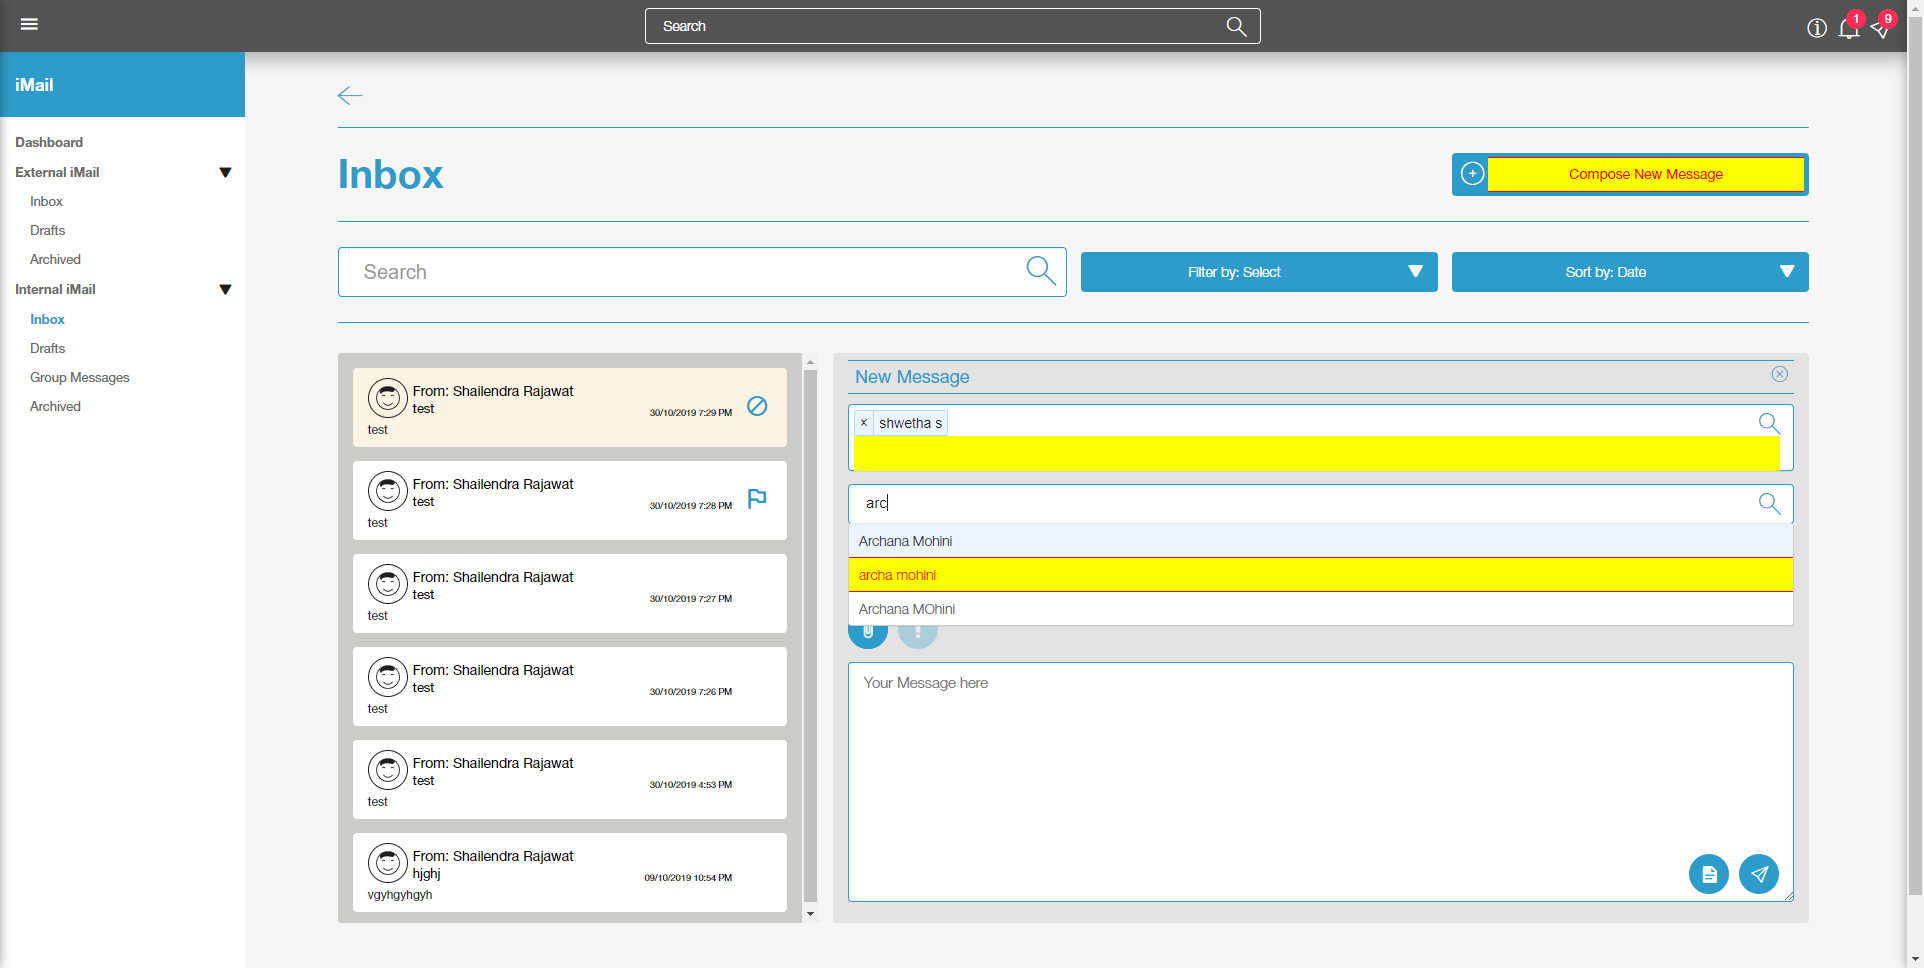 Search
1
9
iMail
Dashboard
External iMail
Inbox
Drafts
Archived
Internal iMail
Inbox
Drafts
Group Messages
Archived
Inbox
Compose New Message
Search
Filter by: Select
Sort by: Date
From: Shailendra Rajawat
test
30/10/2019 7:29 PM
test
From: Shailendra Rajawat
test
30/10/2019 7:28 PM
test
From: Shailendra Rajawat
test
30/10/2019 7:27 PM
test
From: Shailendra Rajawat
test
30/10/2019 7:26 PM
test
From: Shailendra Rajawat
test
30/10/2019 4:53 PM
test
From: Shailendra Rajawat
hjghj
09/10/2019 10:54 PM
vgyhgyhgyh
New Message
× shwetha s
arc
Archana Mohini
archa mohini
Archana MOhini
Your Message here